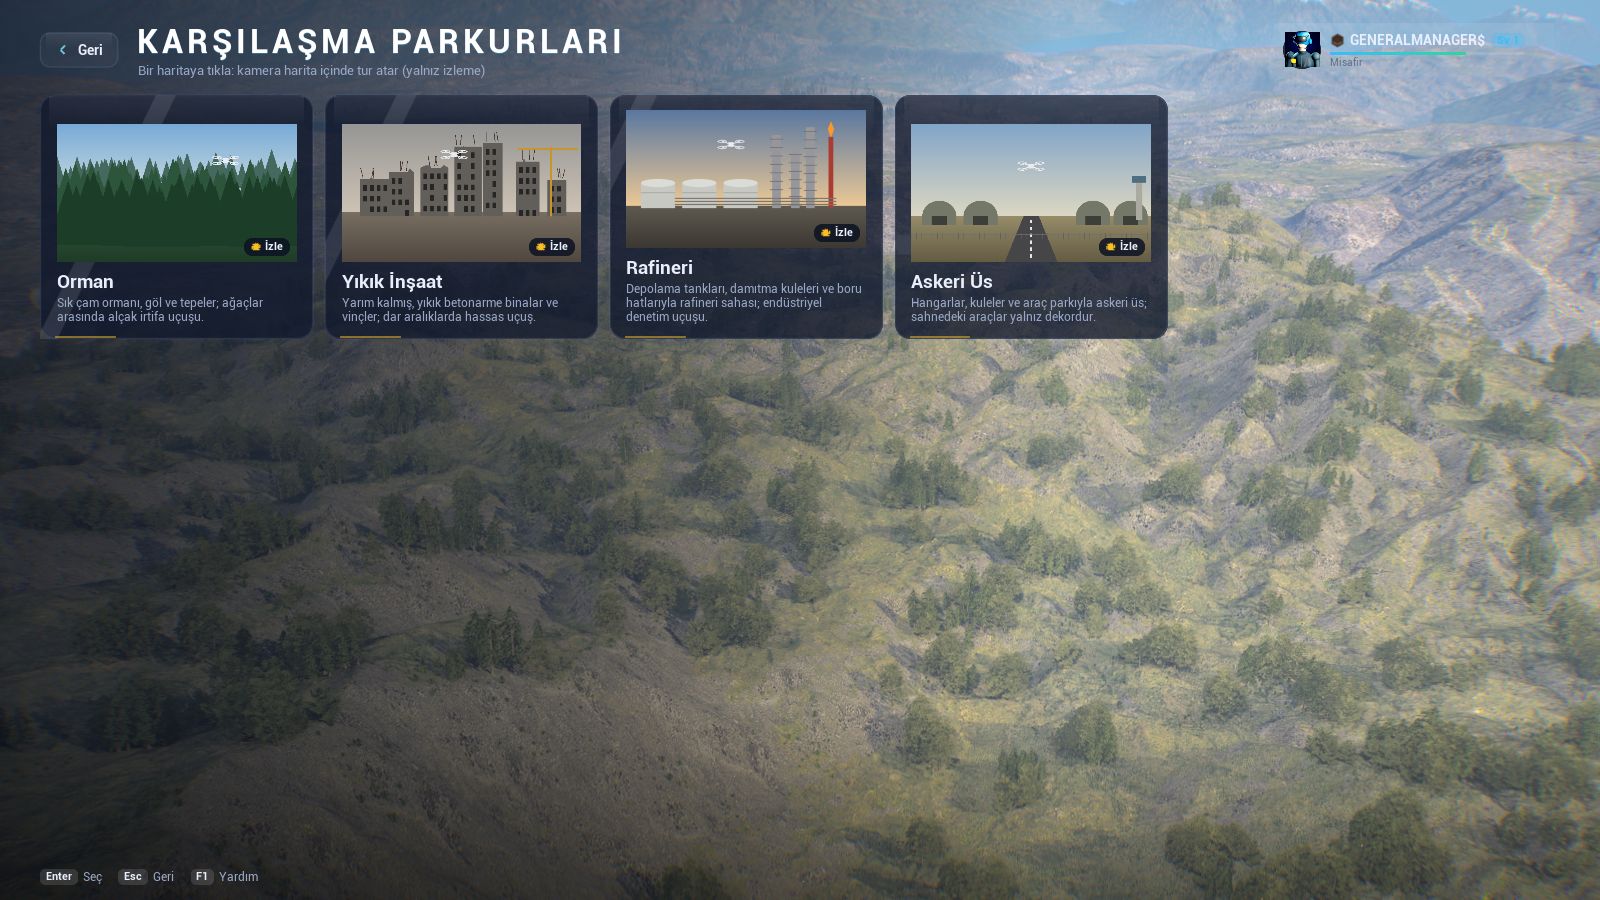 Geri
KARŞILAŞMA PARKURLARI
Bir haritaya tıkla: kamera harita içinde tur atar (yalnız izleme)
GENERALMANAGER$ Sv 1
Misafir
İzle
Orman
Sık çam ormanı, göl ve tepeler; ağaçlar
arasında alçak irtifa uçuşu.
İzle
Yıkık İnşaat
Yarım kalmış, yıkık betonarme binalar ve
vinçler; dar aralıklarda hassas uçuş.
İzle
Rafineri
Depolama tankları, damıtma kuleleri ve boru
hatlarıyla rafineri sahası; endüstriyel
denetim uçuşu.
İzle
Askeri Üs
Hangarlar, kuleler ve araç parkıyla askeri üs;
sahnedeki araçlar yalnız dekordur.
Enter Seç Esc Geri F1 Yardım